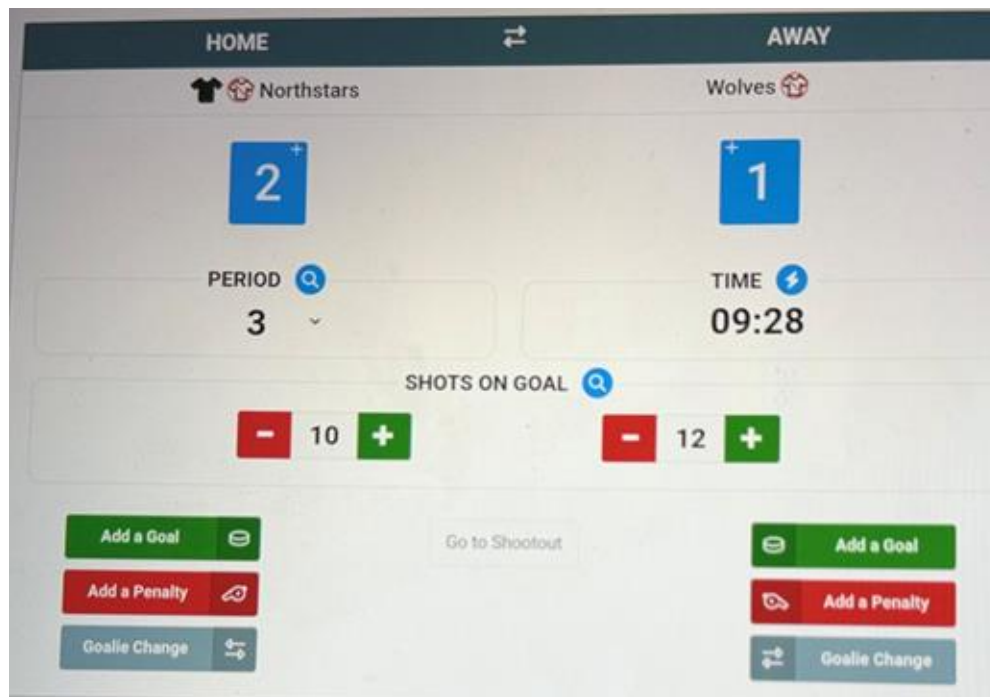 HOME AWAY
Northstars Wolves
2+ +1
PERIOD TIME
3 09:28
SHOTS ON GOAL
- 10 + - 12 +
Add a Goal Go to Shootout Add a Goal
Add a Penalty Add a Penalty
Goalie Change Goalie Change